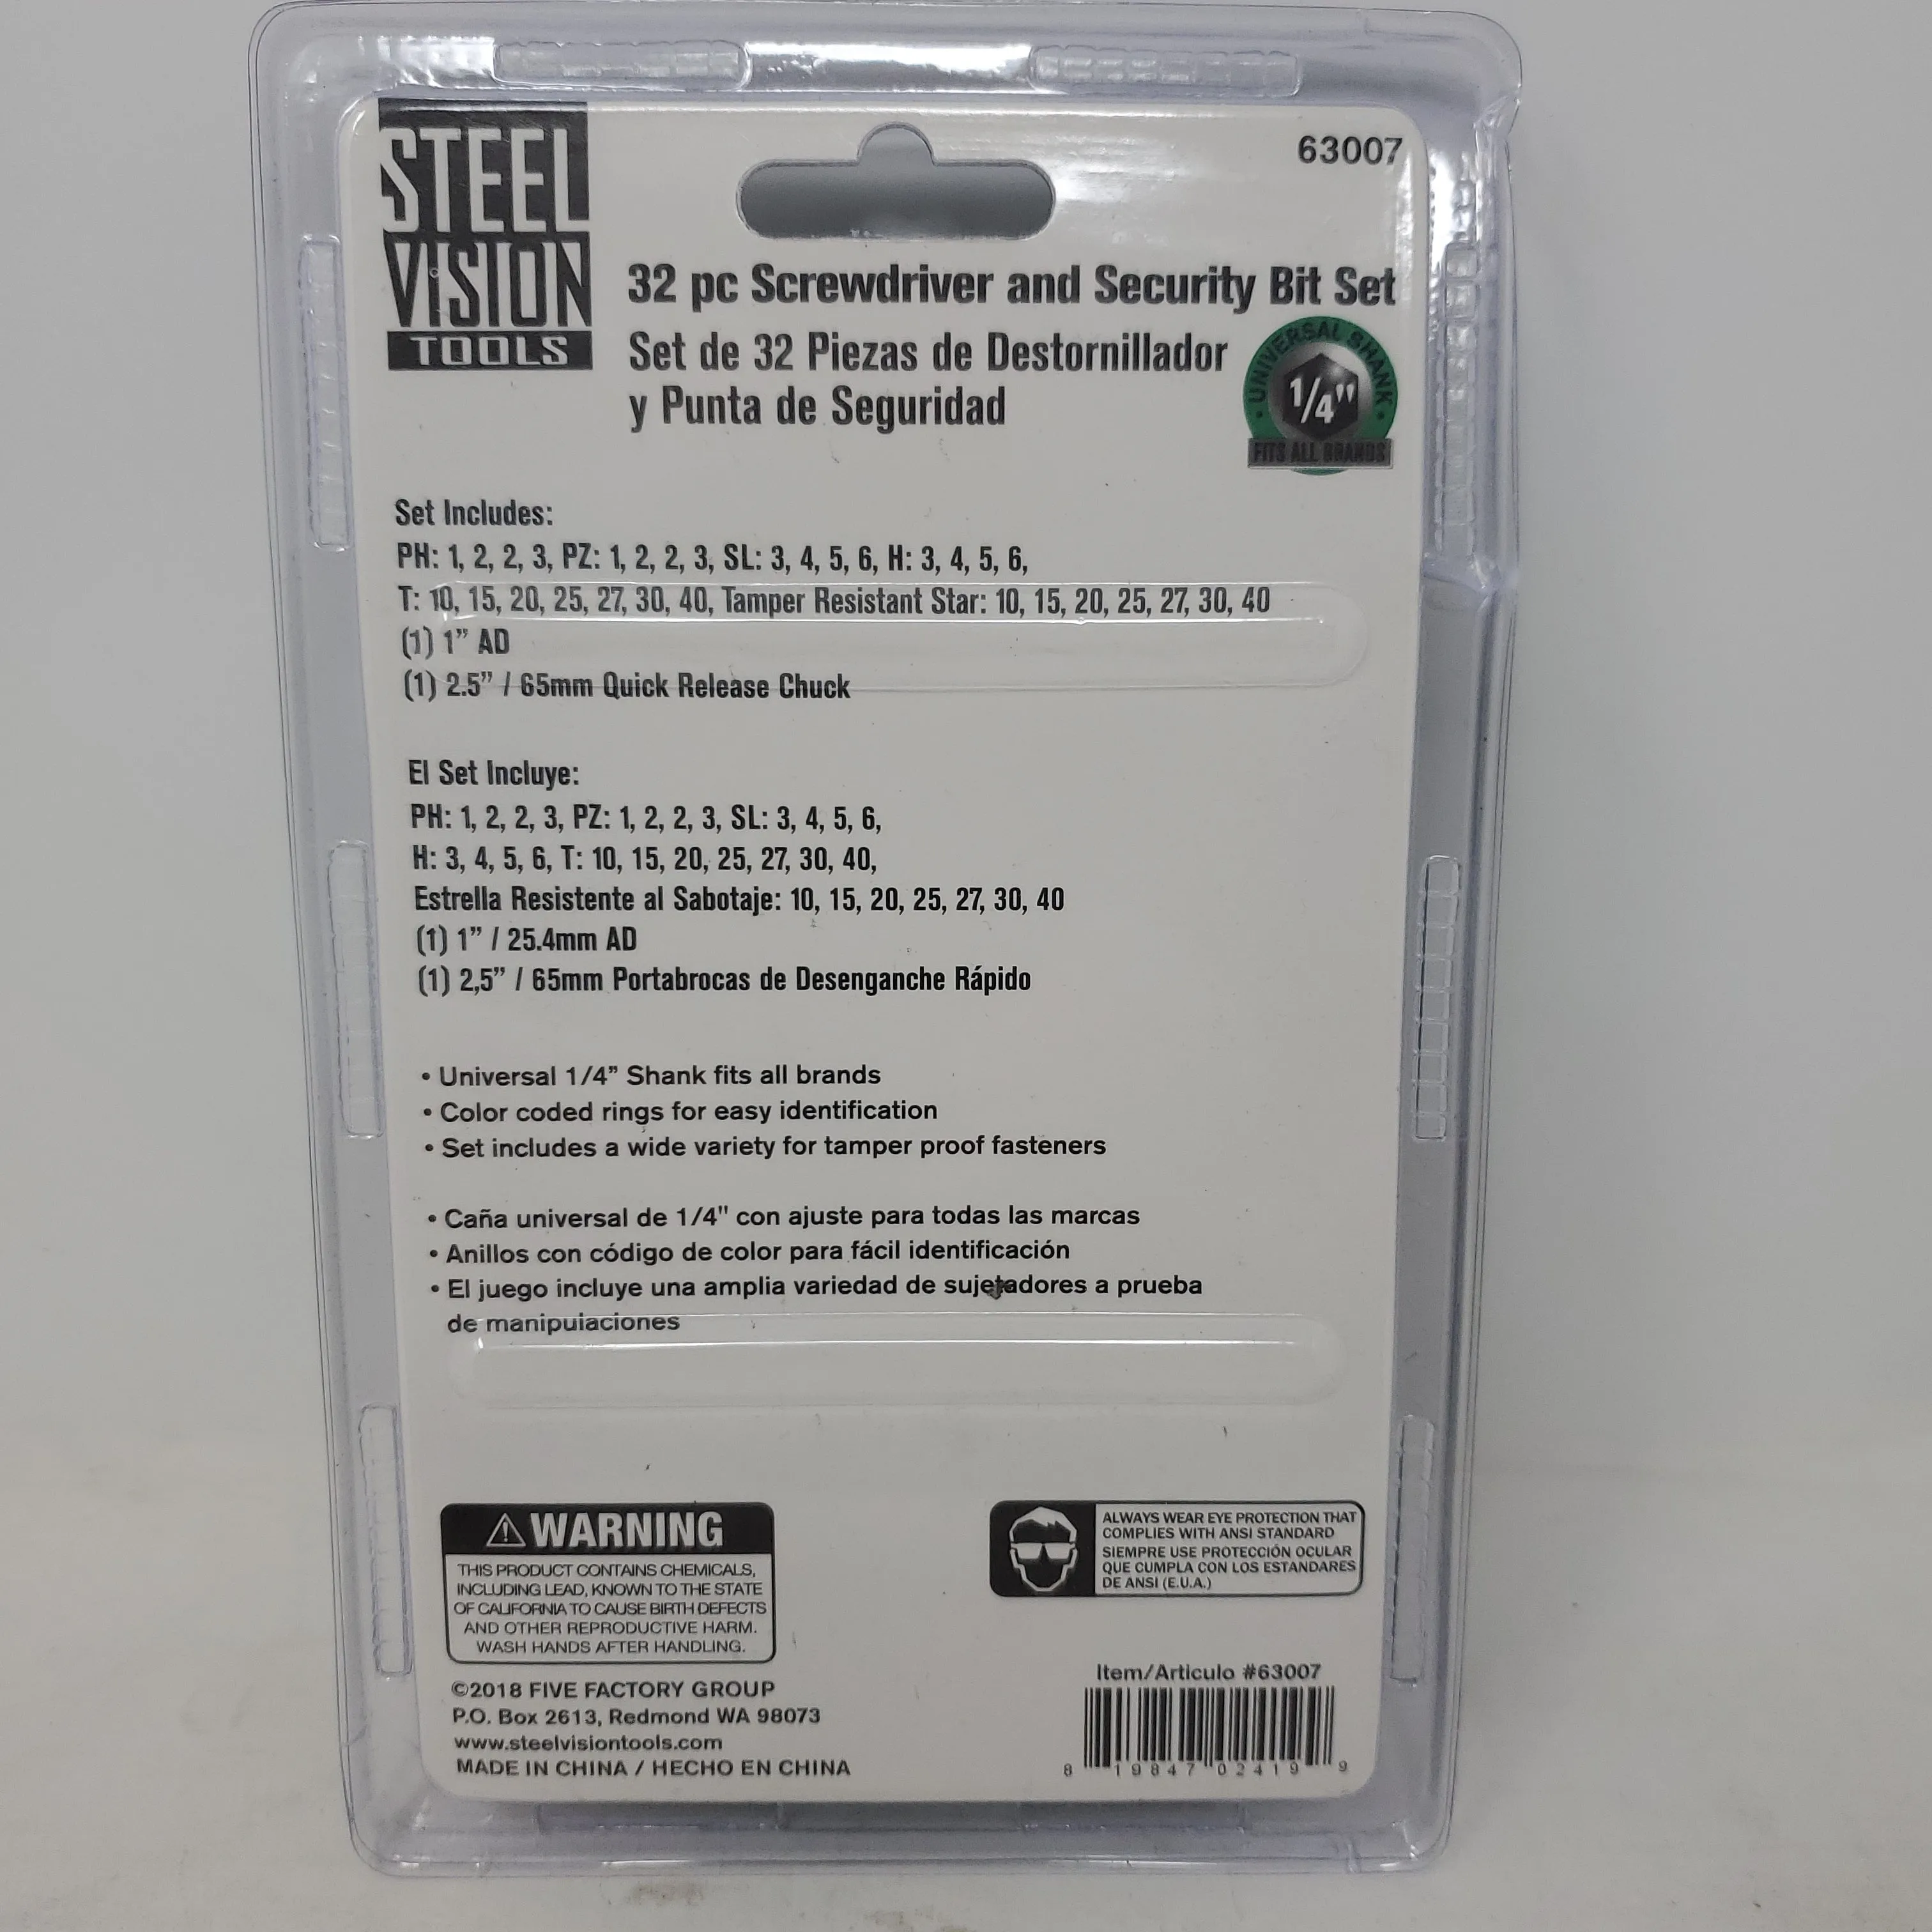 STEEL
VISION
TOOLS
63007
32 pc Screwdriver and Security Bit Set
Set de 32 Piezas de Destornillador
y Punta de Seguridad
UNIVERSAL SHANK
1/4"
FITS ALL BRANDS
Set Includes:
PH: 1, 2, 2, 3, PZ: 1, 2, 2, 3, SL: 3, 4, 5, 6, H: 3, 4, 5, 6,
T: 10, 15, 20, 25, 27, 30, 40, Tamper Resistant Star: 10, 15, 20, 25, 27, 30, 40
(1) 1” AD
(1) 2.5” / 65mm Quick Release Chuck
El Set Incluye:
PH: 1, 2, 2, 3, PZ: 1, 2, 2, 3, SL: 3, 4, 5, 6,
H: 3, 4, 5, 6, T: 10, 15, 20, 25, 27, 30, 40,
Estrella Resistente al Sabotaje: 10, 15, 20, 25, 27, 30, 40
(1) 1” / 25.4mm AD
(1) 2,5” / 65mm Portabrocas de Desenganche Rápido
• Universal 1/4” Shank fits all brands
• Color coded rings for easy identification
• Set includes a wide variety for tamper proof fasteners
• Caña universal de 1/4" con ajuste para todas las marcas
• Anillos con código de color para fácil identificación
• El juego incluye una amplia variedad de sujetadores a prueba
de manipuiaciones
WARNING
THIS PRODUCT CONTAINS CHEMICALS,
INCLUDING LEAD, KNOWN TO THE STATE
OF CALIFORNIA TO CAUSE BIRTH DEFECTS
AND OTHER REPRODUCTIVE HARM.
WASH HANDS AFTER HANDLING.
ALWAYS WEAR EYE PROTECTION THAT
COMPLIES WITH ANSI STANDARD
SIEMPRE USE PROTECCIÓN OCULAR
QUE CUMPLA CON LOS ESTANDARES
DE ANSI (E.U.A.)
©2018 FIVE FACTORY GROUP
P.O. Box 2613, Redmond WA 98073
www.steelvisiontools.com
MADE IN CHINA / HECHO EN CHINA
Item/Articulo #63007
8 19847 02419 9